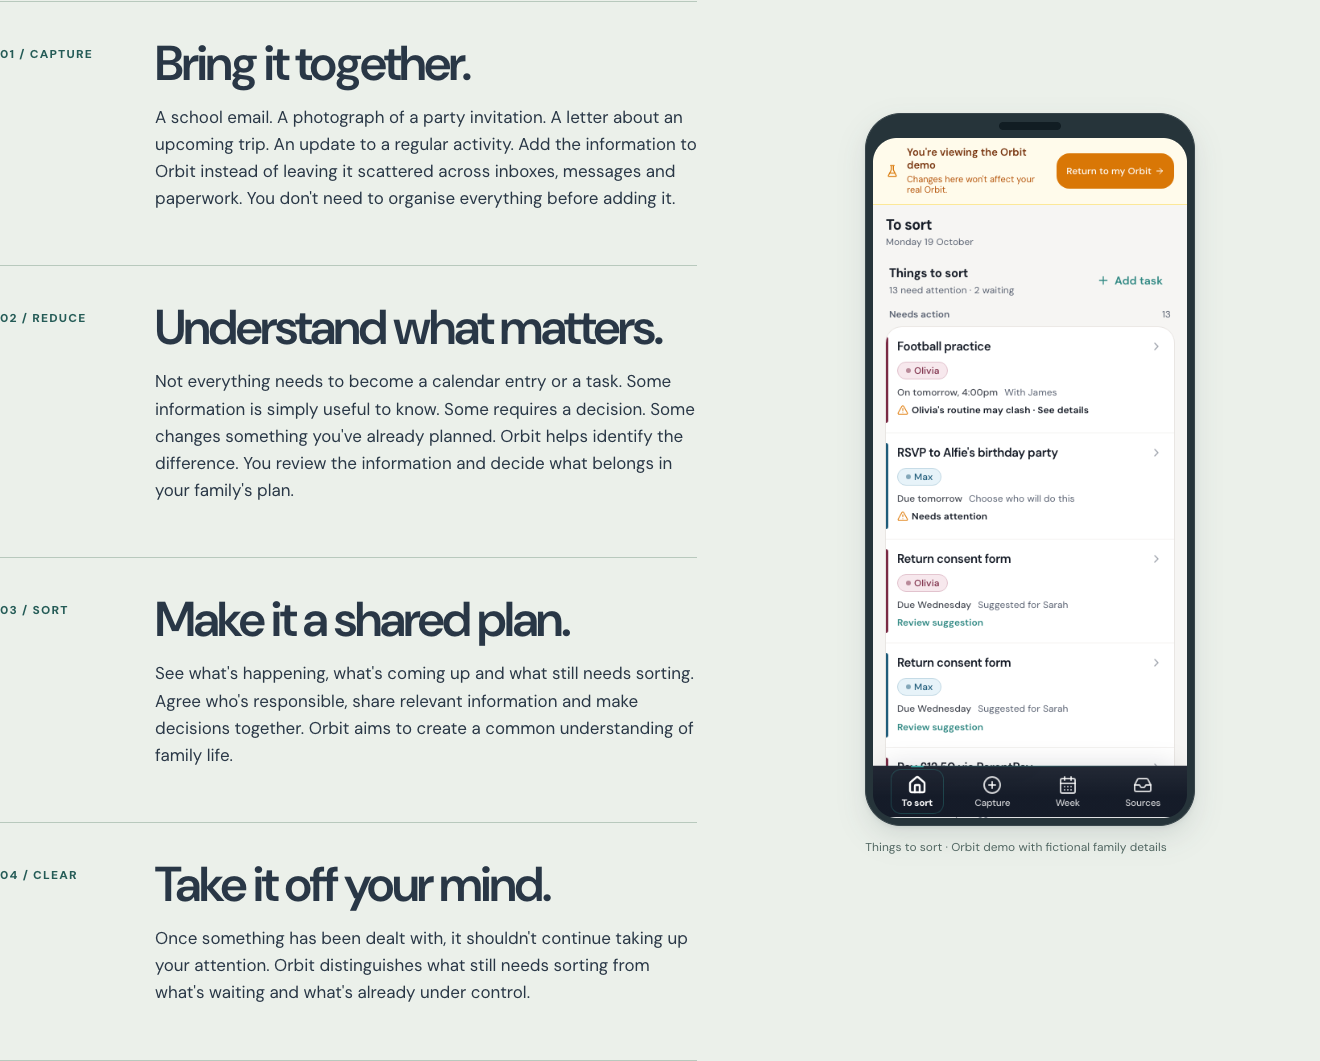 01 / CAPTURE
Bring it together.
A school email. A photograph of a party invitation. A letter about an
upcoming trip. An update to a regular activity. Add the information to
Orbit instead of leaving it scattered across inboxes, messages and
paperwork. You don't need to organise everything before adding it.
02 / REDUCE
Understand what matters.
Not everything needs to become a calendar entry or a task. Some
information is simply useful to know. Some requires a decision. Some
changes something you've already planned. Orbit helps identify the
difference. You review the information and decide what belongs in
your family's plan.
03 / SORT
Make it a shared plan.
See what's happening, what's coming up and what still needs sorting.
Agree who's responsible, share relevant information and make
decisions together. Orbit aims to create a common understanding of
family life.
04 / CLEAR
Take it off your mind.
Once something has been dealt with, it shouldn't continue taking up
your attention. Orbit distinguishes what still needs sorting from
what's waiting and what's already under control.
You're viewing the Orbit
demo
Changes here won't affect your
real Orbit.
Return to my Orbit →
To sort
Monday 19 October
Things to sort
13 need attention · 2 waiting
+ Add task
Needs action 13
Football practice
Olivia
On tomorrow, 4:00pm With James
Olivia's routine may clash · See details
RSVP to Alfie's birthday party
Max
Due tomorrow Choose who will do this
Needs attention
Return consent form
Olivia
Due Wednesday Suggested for Sarah
Review suggestion
Return consent form
Max
Due Wednesday Suggested for Sarah
Review suggestion
To sort Capture Week Sources
Things to sort · Orbit demo with fictional family details